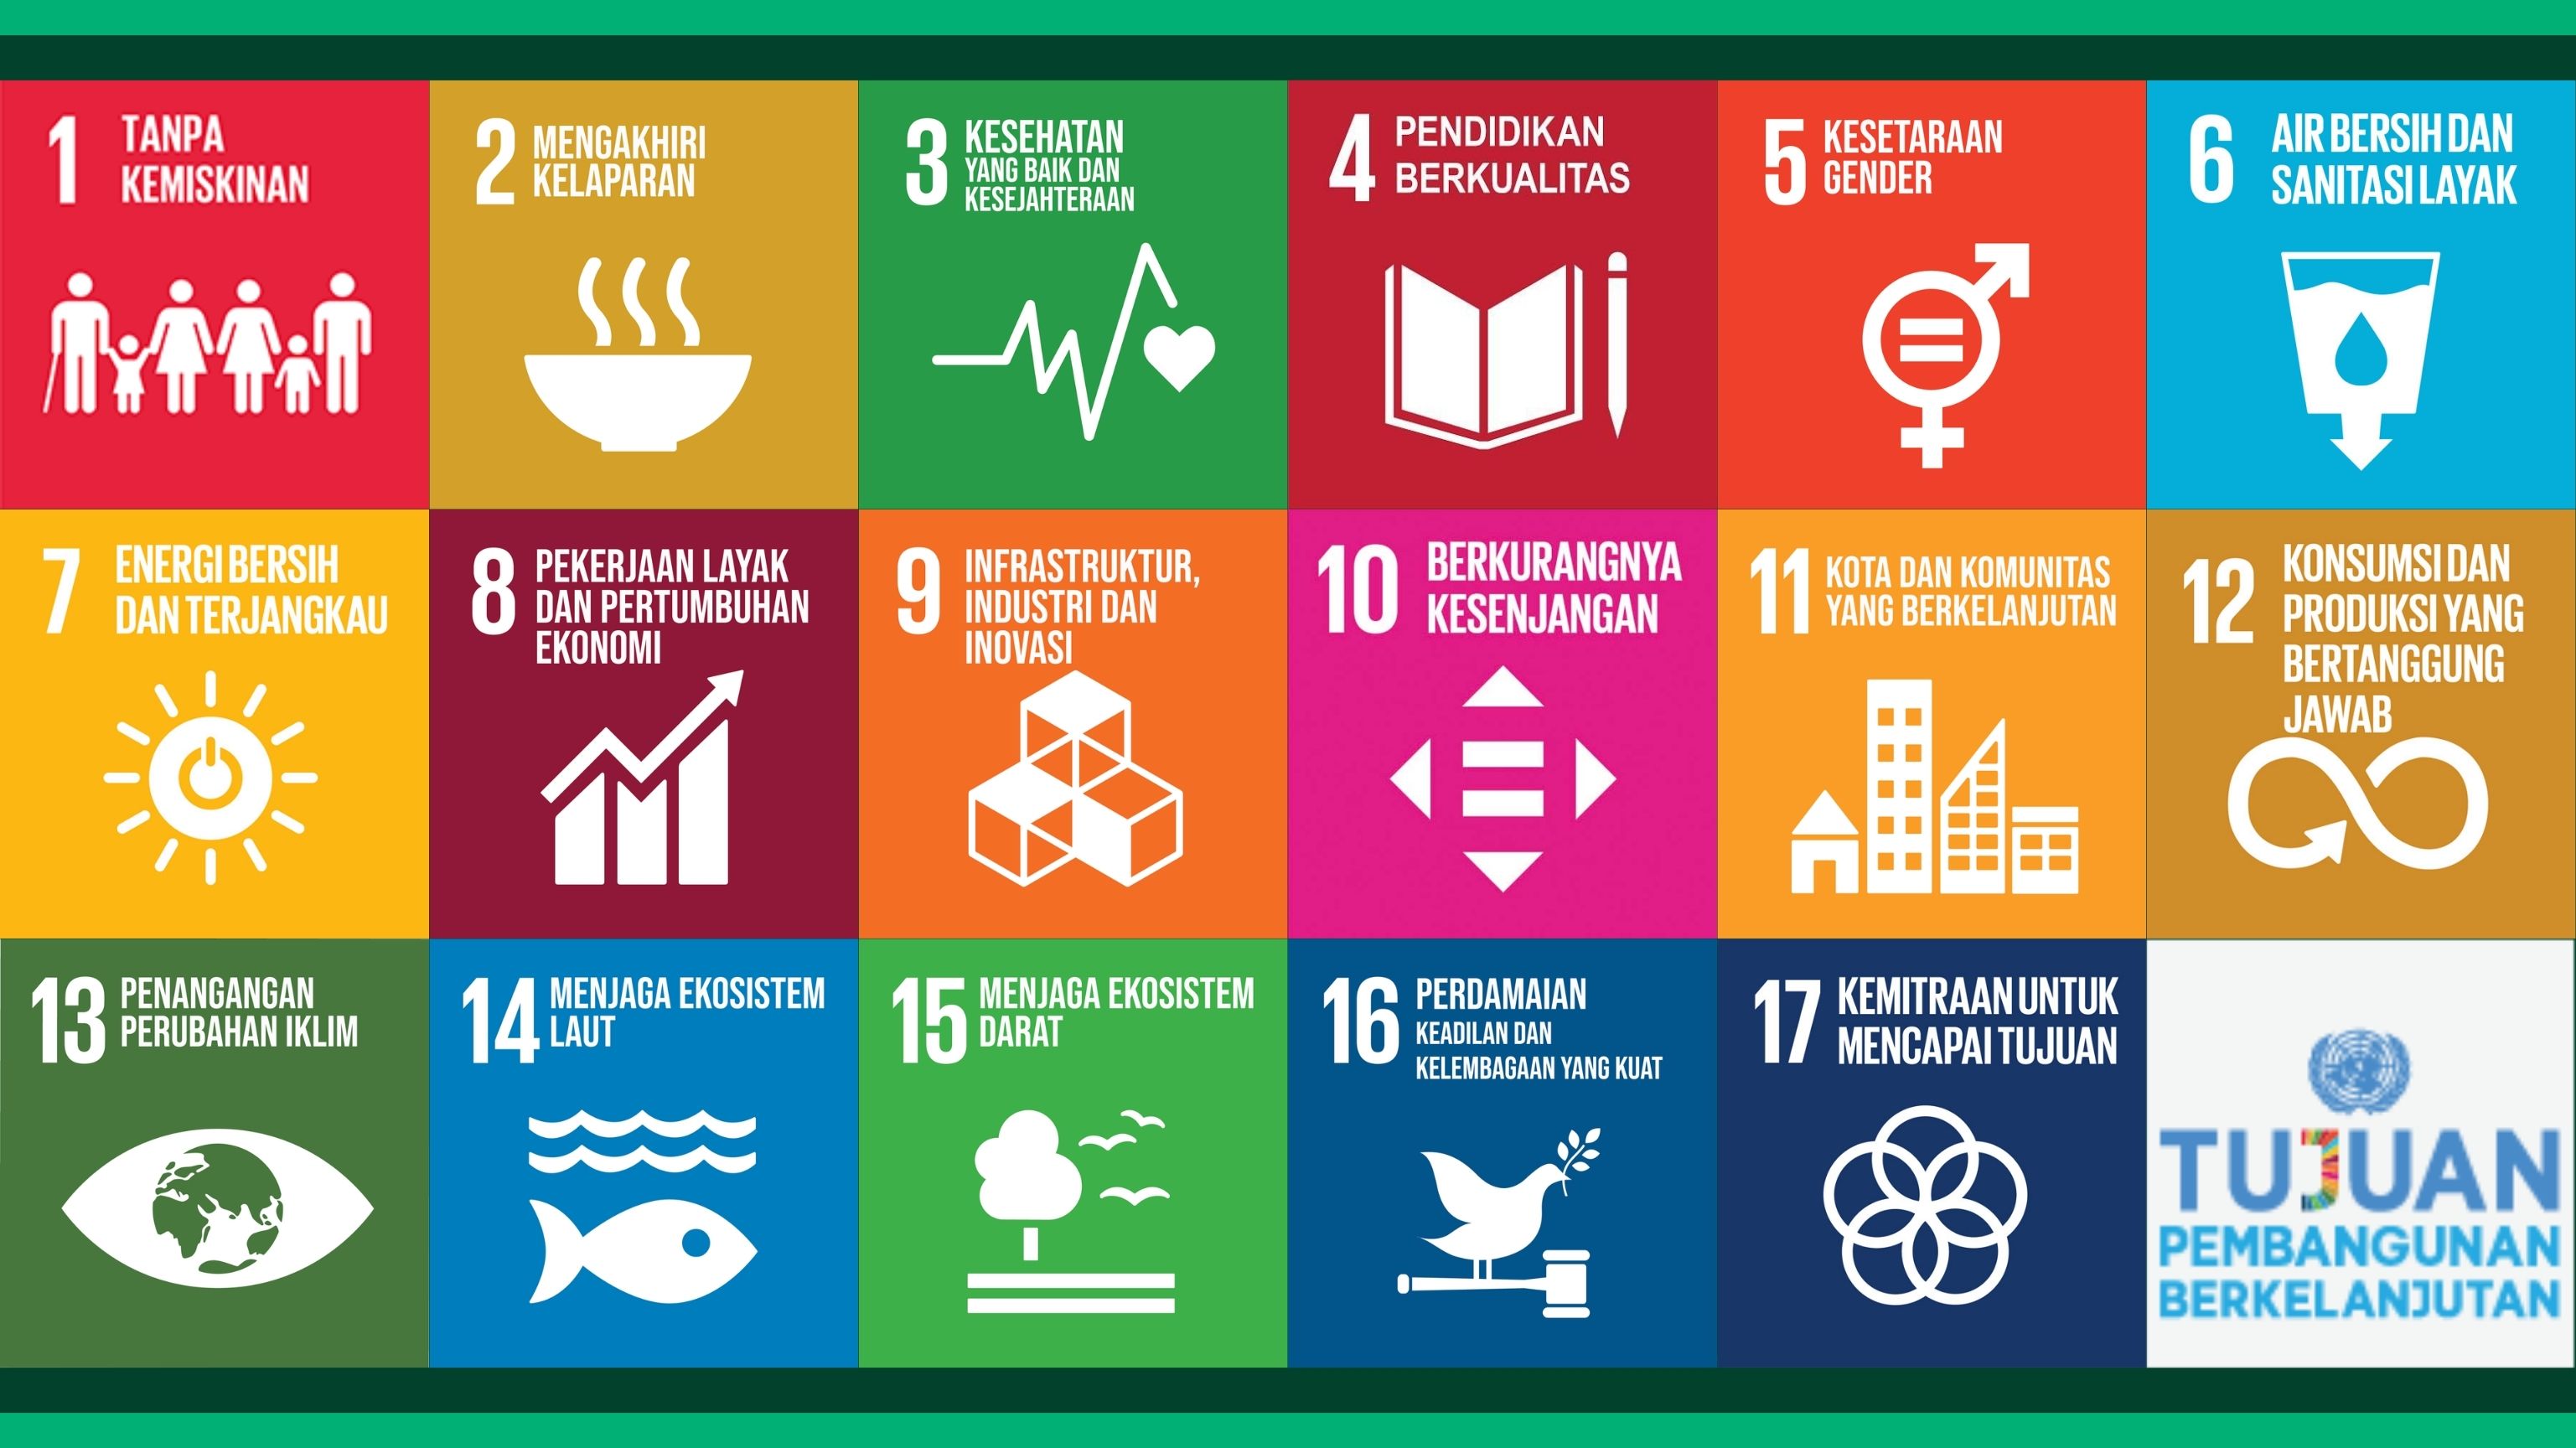 1
TANPA
KEMISKINAN
2
MENGAKHIRI
KELAPARAN
3
KESEHATAN
YANG BAIK DAN
KESEJAHTERAAN
4
PENDIDIKAN
BERKUALITAS
5
KESETARAAN
GENDER
6
AIR BERSIH DAN
SANITASI LAYAK
7
ENERGI BERSIH
DAN TERJANGKAU
8
PEKERJAAN LAYAK
DAN PERTUMBUHAN
EKONOMI
9
INFRASTRUKTUR,
INDUSTRI DAN
INOVASI
10
BERKURANGNYA
KESENJANGAN
11
KOTA DAN KOMUNITAS
YANG BERKELANJUTAN
12
KONSUMSI DAN
PRODUKSI YANG
BERTANGGUNG
JAWAB
13
PENANGANGAN
PERUBAHAN IKLIM
14
MENJAGA EKOSISTEM
LAUT
15
MENJAGA EKOSISTEM
DARAT
16
PERDAMAIAN
KEADILAN DAN
KELEMBAGAAN YANG KUAT
17
KEMITRAAN UNTUK
MENCAPAI TUJUAN
TUJUAN
PEMBANGUNAN
BERKELANJUTAN